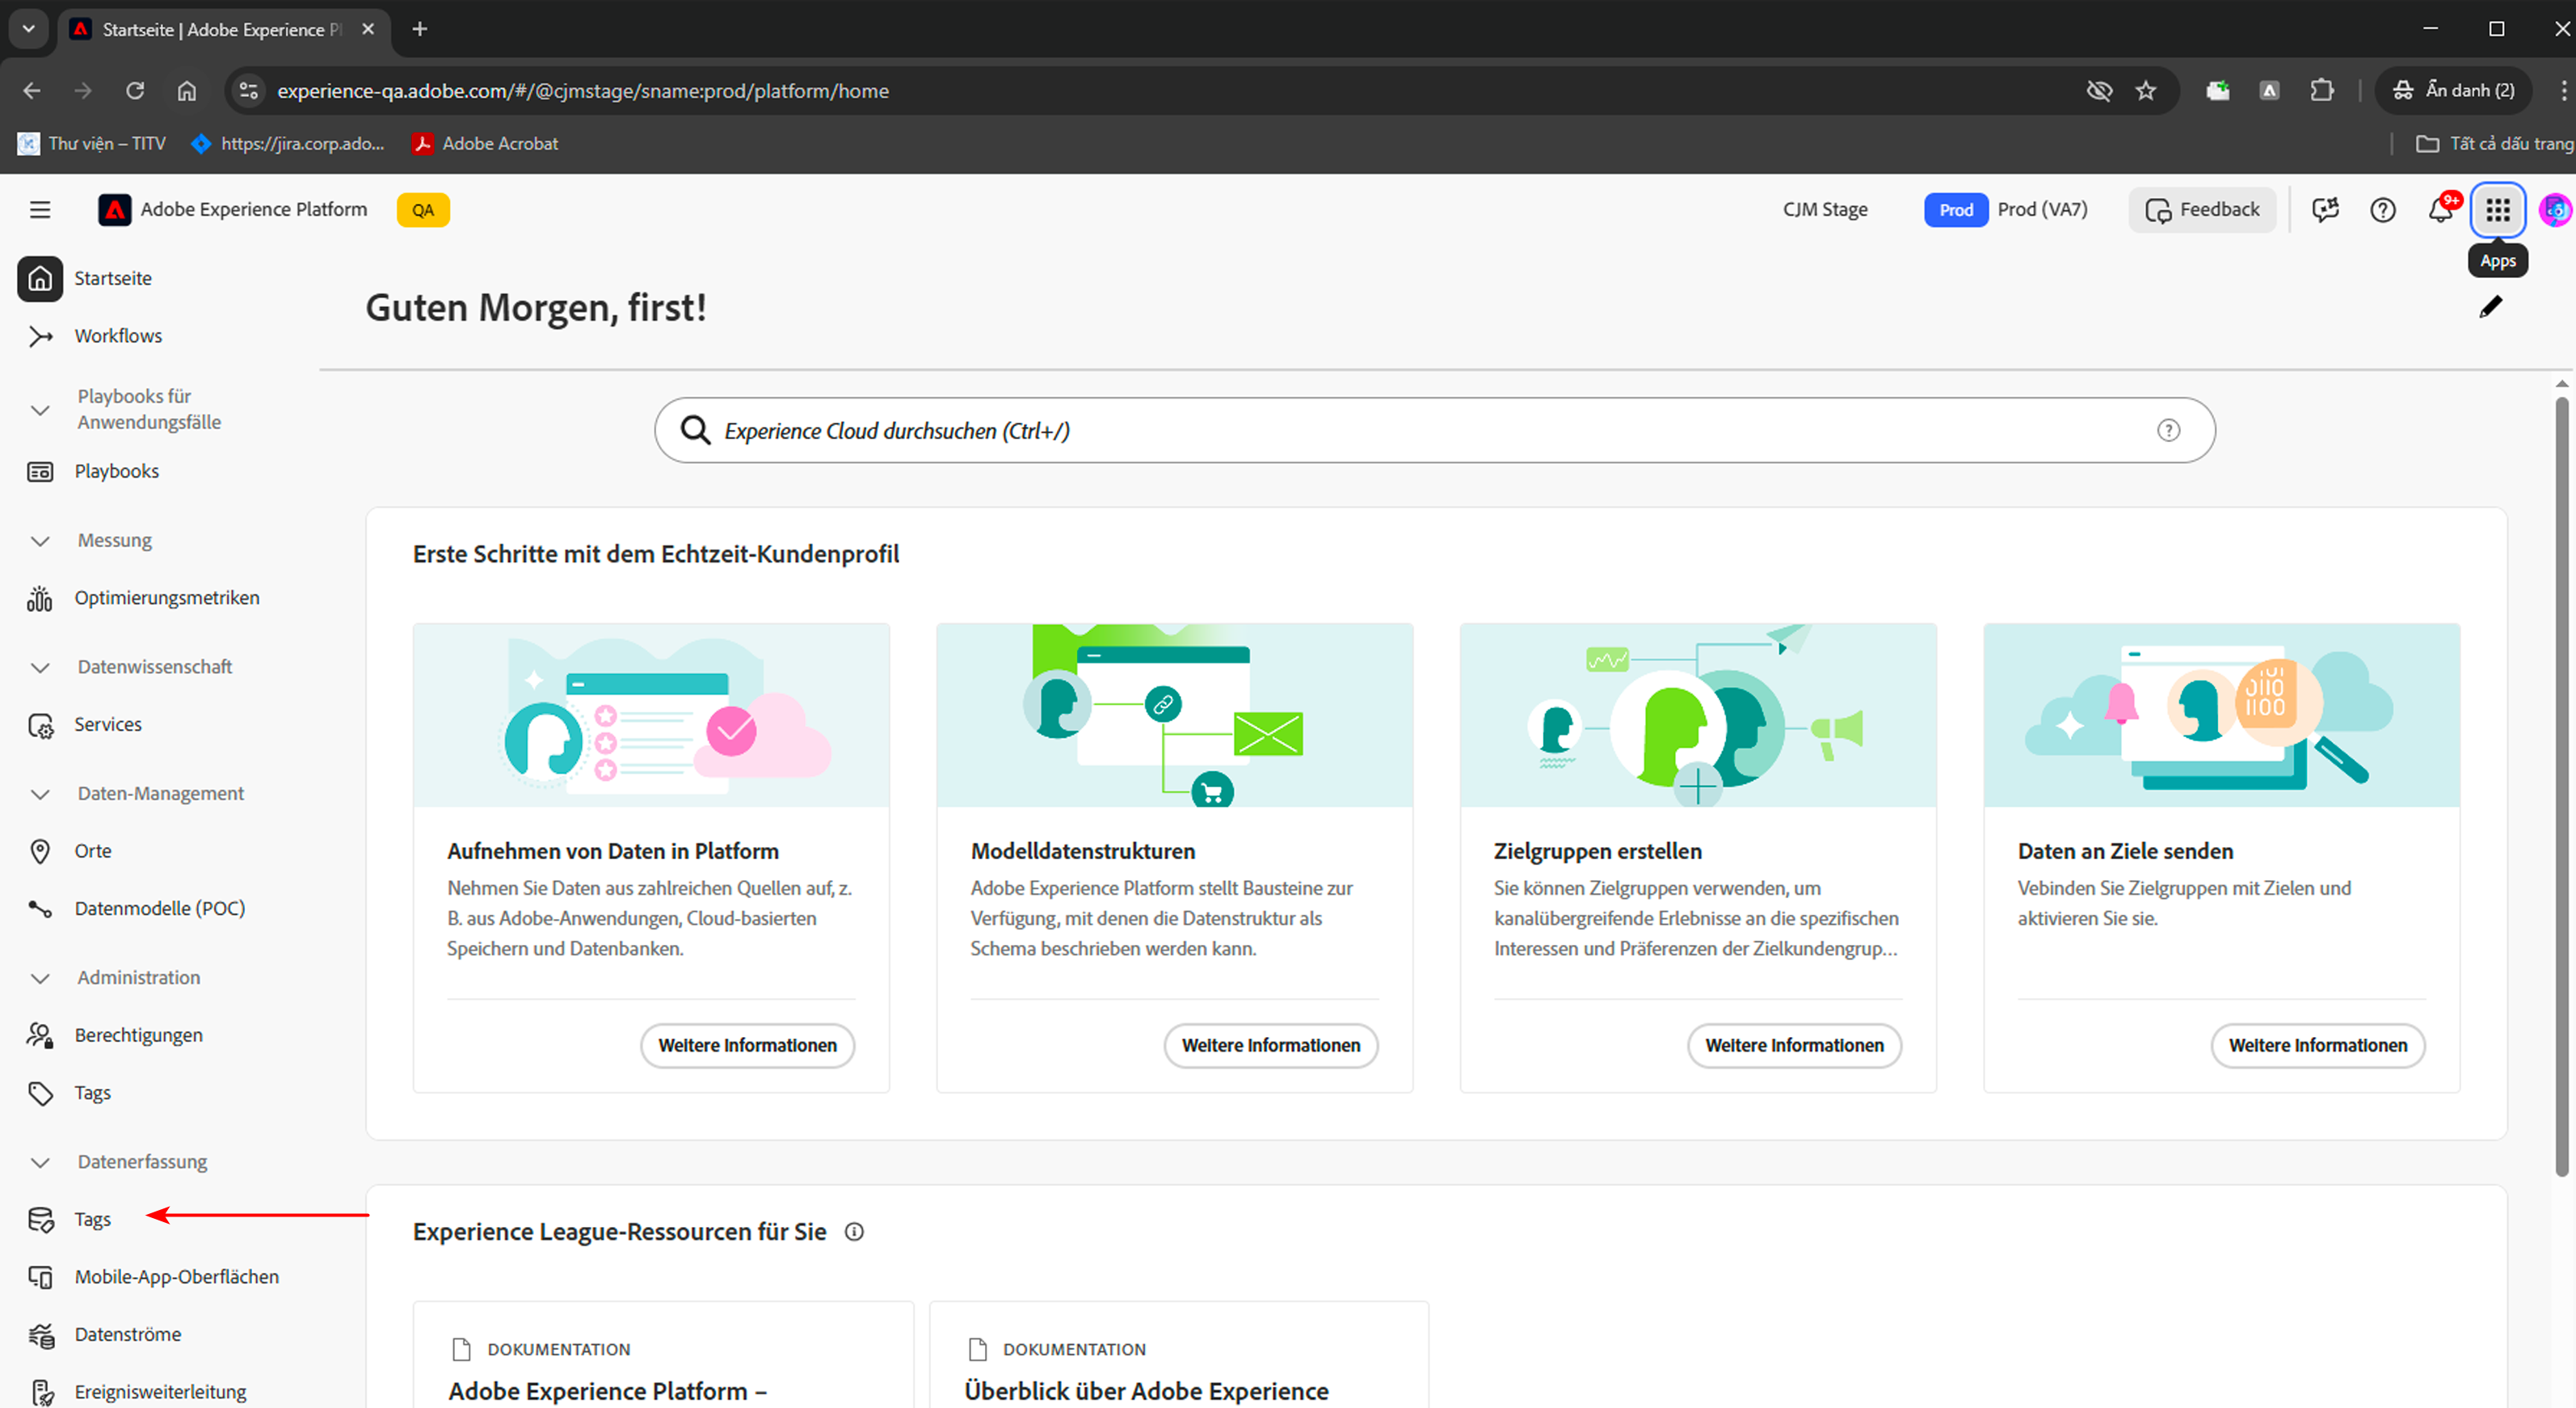 Startseite | Adobe Experience Pl
experience-qa.adobe.com/#/@cjmstage/sname:prod/platform/home
Ẩn danh (2)
Thư viện – TITV
https://jira.corp.ado...
Adobe Acrobat
Tất cả dấu trang
Adobe Experience Platform
QA
CJM Stage
Prod
Prod (VA7)
Feedback
9+
Apps
Startseite
Workflows
Playbooks für
Anwendungsfälle
Playbooks
Messung
Optimierungsmetriken
Datenwissenschaft
Services
Daten-Management
Orte
Datenmodelle (POC)
Administration
Berechtigungen
Tags
Datenerfassung
Tags
Mobile-App-Oberflächen
Datenströme
Ereignisweiterleitung
Guten Morgen, first!
Experience Cloud durchsuchen (Ctrl+/)
Erste Schritte mit dem Echtzeit-Kundenprofil
Aufnehmen von Daten in Platform
Nehmen Sie Daten aus zahlreichen Quellen auf, z.
B. aus Adobe-Anwendungen, Cloud-basierten
Speichern und Datenbanken.
Weitere Informationen
Modelldatenstrukturen
Adobe Experience Platform stellt Bausteine zur
Verfügung, mit denen die Datenstruktur als
Schema beschrieben werden kann.
Weitere Informationen
Zielgruppen erstellen
Sie können Zielgruppen verwenden, um
kanalübergreifende Erlebnisse an die spezifischen
Interessen und Präferenzen der Zielkundengrup...
Weitere Informationen
Daten an Ziele senden
Vebinden Sie Zielgruppen mit Zielen und
aktivieren Sie sie.
Weitere Informationen
Experience League-Ressourcen für Sie
DOKUMENTATION
Adobe Experience Platform –
DOKUMENTATION
Überblick über Adobe Experience